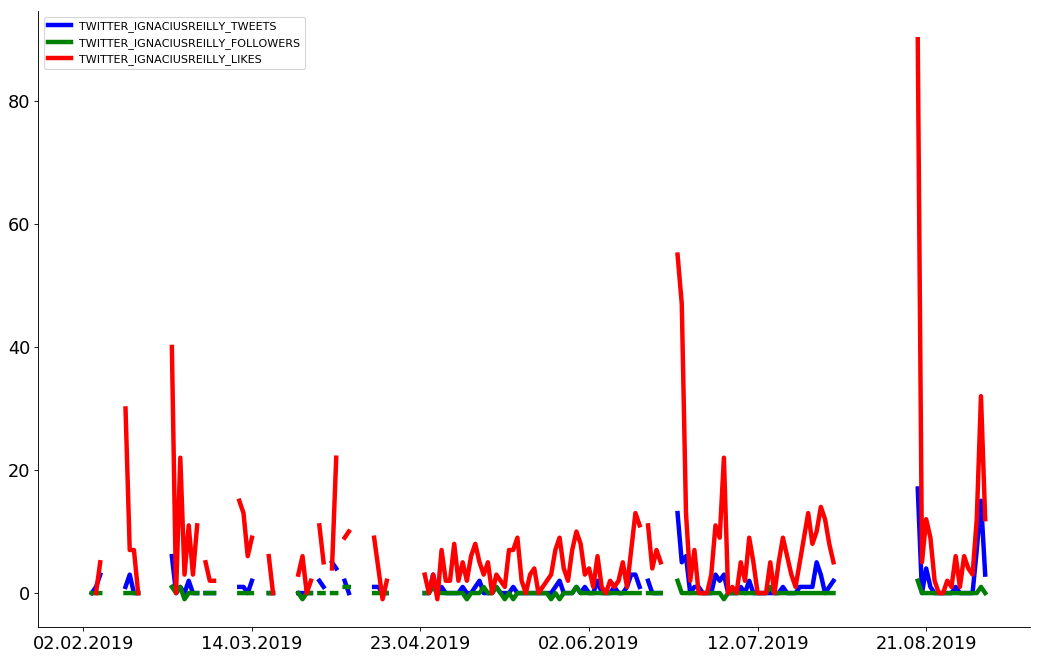 TWITTER_IGNACIUSREILLY_TWEETS
TWITTER_IGNACIUSREILLY_FOLLOWERS
TWITTER_IGNACIUSREILLY_LIKES
80
60
40
20
0
02.02.2019 14.03.2019 23.04.2019 02.06.2019 12.07.2019 21.08.2019